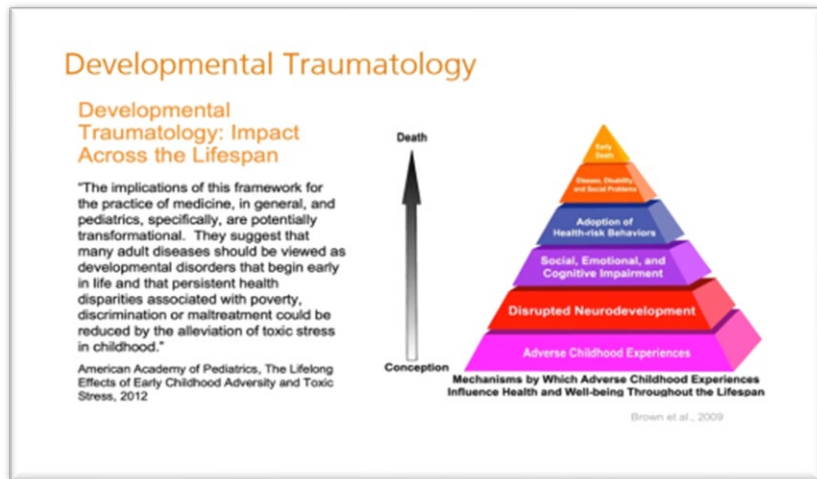 Developmental Traumatology
Developmental
Traumatology: Impact
Across the Lifespan
"The implications of this framework for
the practice of medicine, in general, and
pediatrics, specifically, are potentially
transformational. They suggest that
many adult diseases should be viewed as
developmental disorders that begin early
in life and that persistent health
disparities associated with poverty,
discrimination or maltreatment could be
reduced by the alleviation of toxic stress
in childhood."
American Academy of Pediatrics, The Lifelong
Effects of Early Childhood Adversity and Toxic
Stress, 2012
Death
Conception
Early
Death
Disease, Disability
and Social Problems
Adoption of
Health-risk Behaviors
Social, Emotional, and
Cognitive Impairment
Disrupted Neurodevelopment
Adverse Childhood Experiences
Mechanisms by Which Adverse Childhood Experiences
Influence Health and Well-being Throughout the Lifespan
Brown et al., 2009